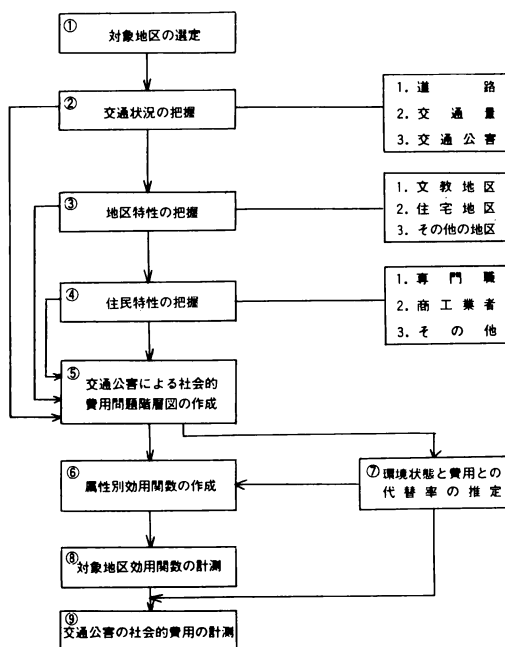 ①
対象地区の選定
②
交通状況の把握
1. 道路
2. 交通量
3. 交通公害
③
地区特性の把握
1. 文教地区
2. 住宅地区
3. その他の地区
④
住民特性の把握
1. 専門職
2. 商工業者
3. その他
⑤
交通公害による社会的
費用問題階層図の作成
⑥
属性別効用関数の作成
⑦環境状態と費用との
代替率の推定
⑧
対象地区効用関数の計測
⑨
交通公害の社会的費用の計測